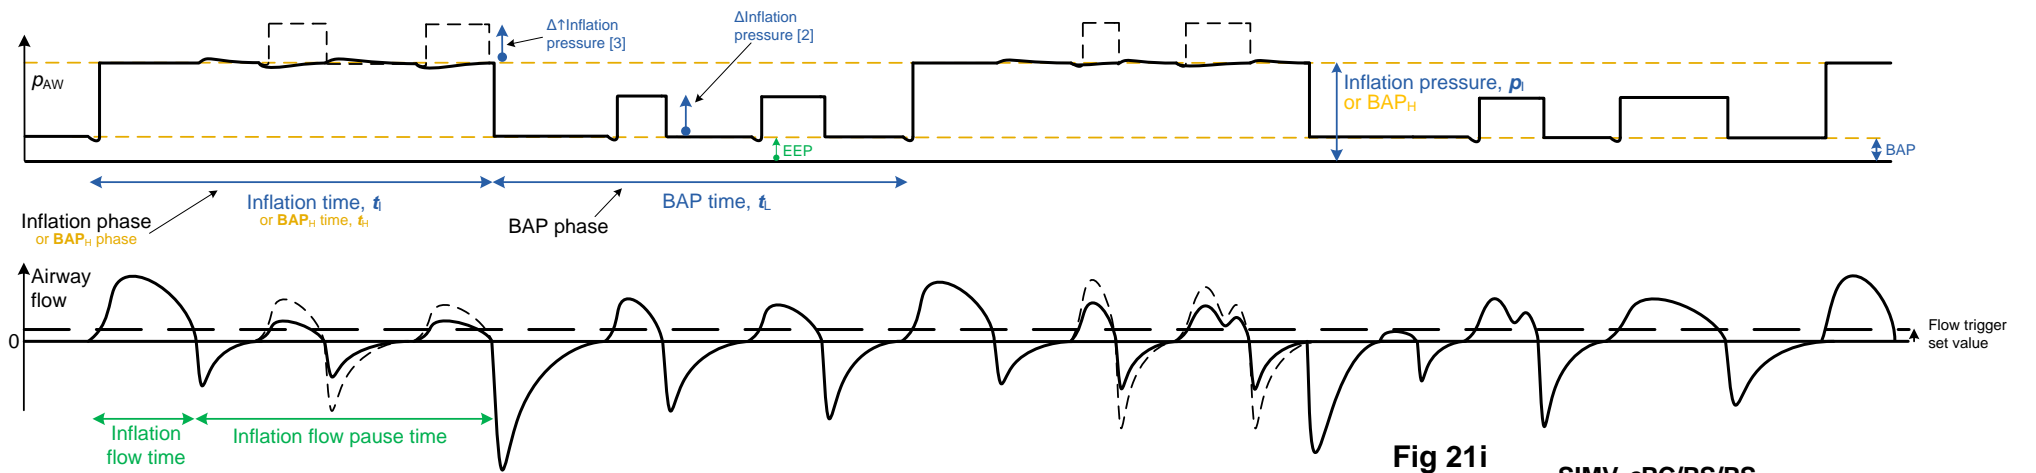 Δ↑Inflation
pressure [3]
ΔInflation
pressure [2]
pAW
Inflation pressure, pI
or BAPH
EEP
BAP
Inflation time, tI
or BAPH time, tH
BAP time, tL
Inflation phase
or BAPH phase
BAP phase
Airway
flow
0
Flow trigger
set value
Inflation
flow time
Inflation flow pause time
Fig 21i